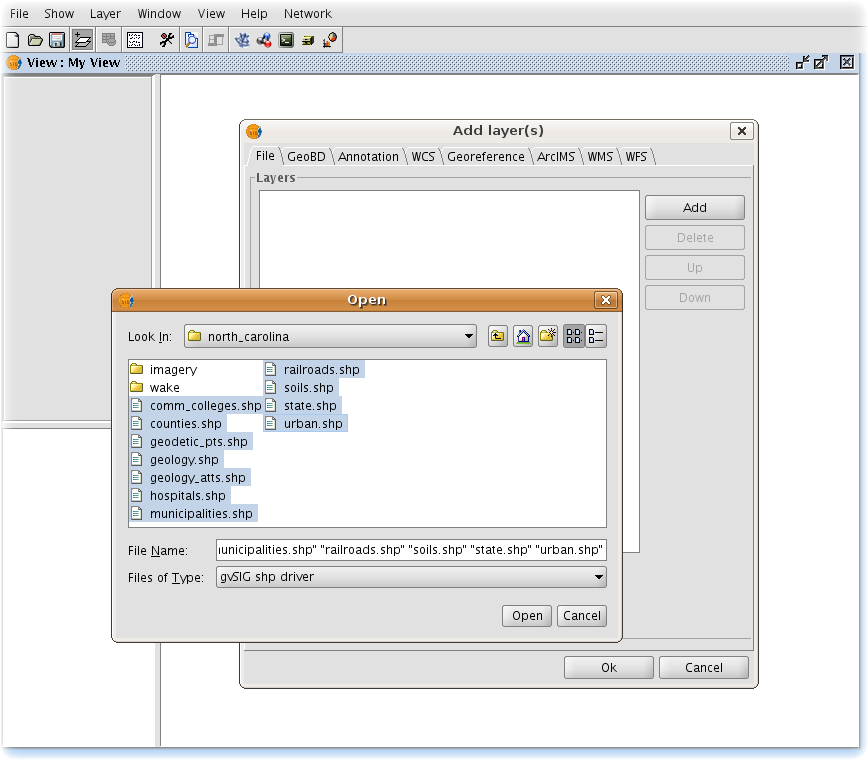 File Show Layer Window View Help Network
View : My View
Add layer(s)
File GeoBD Annotation WCS Georeference ArcIMS WMS WFS
Layers
Add
Delete
Up
Down
Open
Look In: north_carolina
imagery railroads.shp
wake soils.shp
comm_colleges.shp state.shp
counties.shp urban.shp
geodetic_pts.shp
geology.shp
geology_atts.shp
hospitals.shp
municipalities.shp
File Name: unicipalities.shp" "railroads.shp" "soils.shp" "state.shp" "urban.shp"
Files of Type: gvSIG shp driver
Open Cancel
Ok Cancel